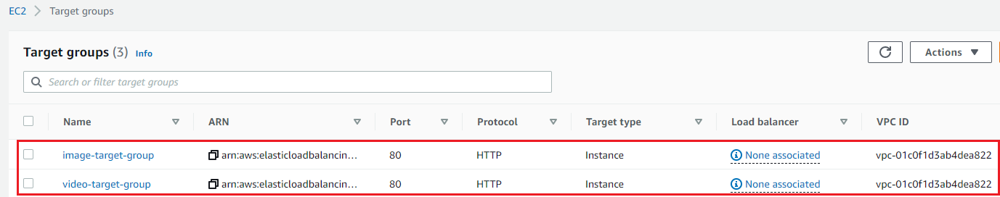 EC2 > Target groups
Target groups (3) Info
Actions
Search or filter target groups
Name ARN Port Protocol Target type Load balancer VPC ID
image-target-group arn:aws:elasticloadbalancin… 80 HTTP Instance None associated vpc-01c0f1d3ab4dea822
video-target-group arn:aws:elasticloadbalancin… 80 HTTP Instance None associated vpc-01c0f1d3ab4dea822